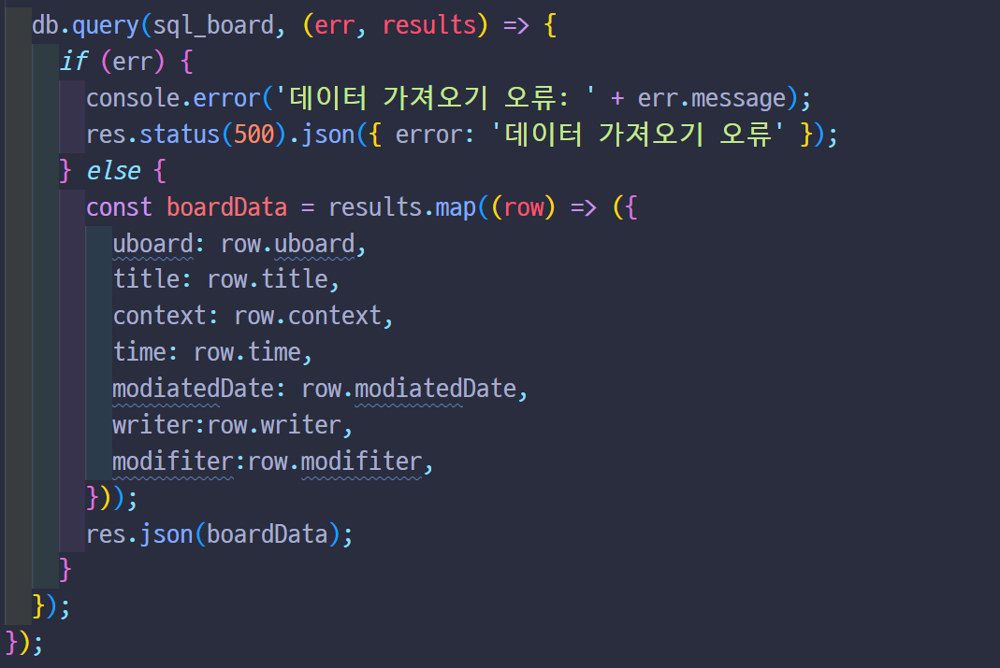 db.query(sql_board, (err, results) => {
if (err) {
console.error('데이터 가져오기 오류: ' + err.message);
res.status(500).json({ error: '데이터 가져오기 오류' });
} else {
const boardData = results.map((row) => ({
uboard: row.uboard,
title: row.title,
context: row.context,
time: row.time,
modiatedDate: row.modiatedDate,
writer:row.writer,
modifiter:row.modifiter,
}));
res.json(boardData);
}
});
});